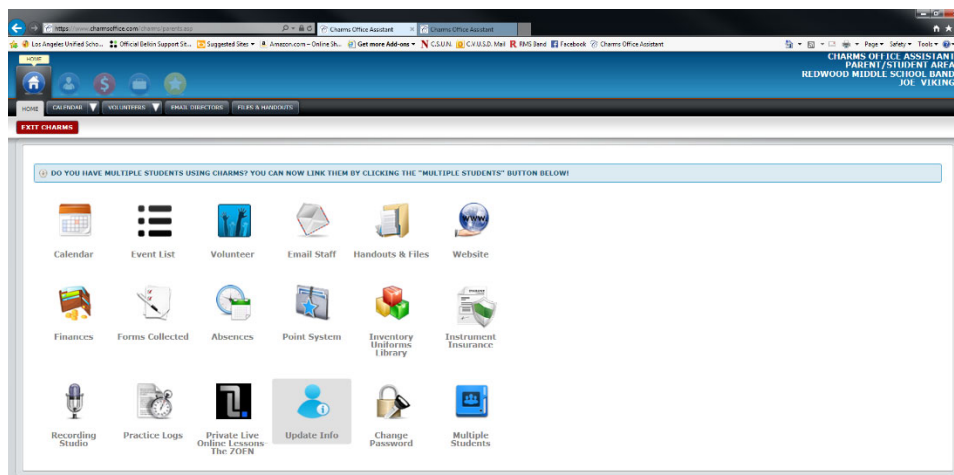 https://www.charmsoffice.com/charms/parents.asp
Charms Office Assistant
Charms Office Assistant
Los Angeles Unified Scho...
Official Belkin Support Sit...
Suggested Sites
Amazon.com – Online Sh...
Get more Add-ons
C.S.U.N.
C.V.U.S.D. Mail
RMS Band
Facebook
Charms Office Assistant
Page
Safety
Tools
HOME
CHARMS OFFICE ASSISTANT
PARENT/STUDENT AREA
REDWOOD MIDDLE SCHOOL BAND
JOE VIKING
HOME
CALENDAR
VOLUNTEERS
EMAIL DIRECTORS
FILES & HANDOUTS
EXIT CHARMS
DO YOU HAVE MULTIPLE STUDENTS USING CHARMS? YOU CAN NOW LINK THEM BY CLICKING THE "MULTIPLE STUDENTS" BUTTON BELOW!
WWW
Calendar
Event List
Volunteer
Email Staff
Handouts & Files
Website
Finances
Forms Collected
Absences
Point System
Inventory
Uniforms
Library
Instrument
Insurance
Recording
Studio
Practice Logs
Private Live
Online Lessons-
The ZOEN
Update Info
Change
Password
Multiple
Students